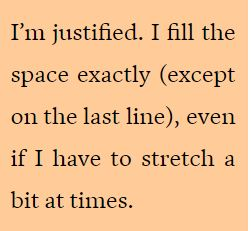 I’m justified. I fill the
space exactly (except
on the last line), even
if I have to stretch a
bit at times.